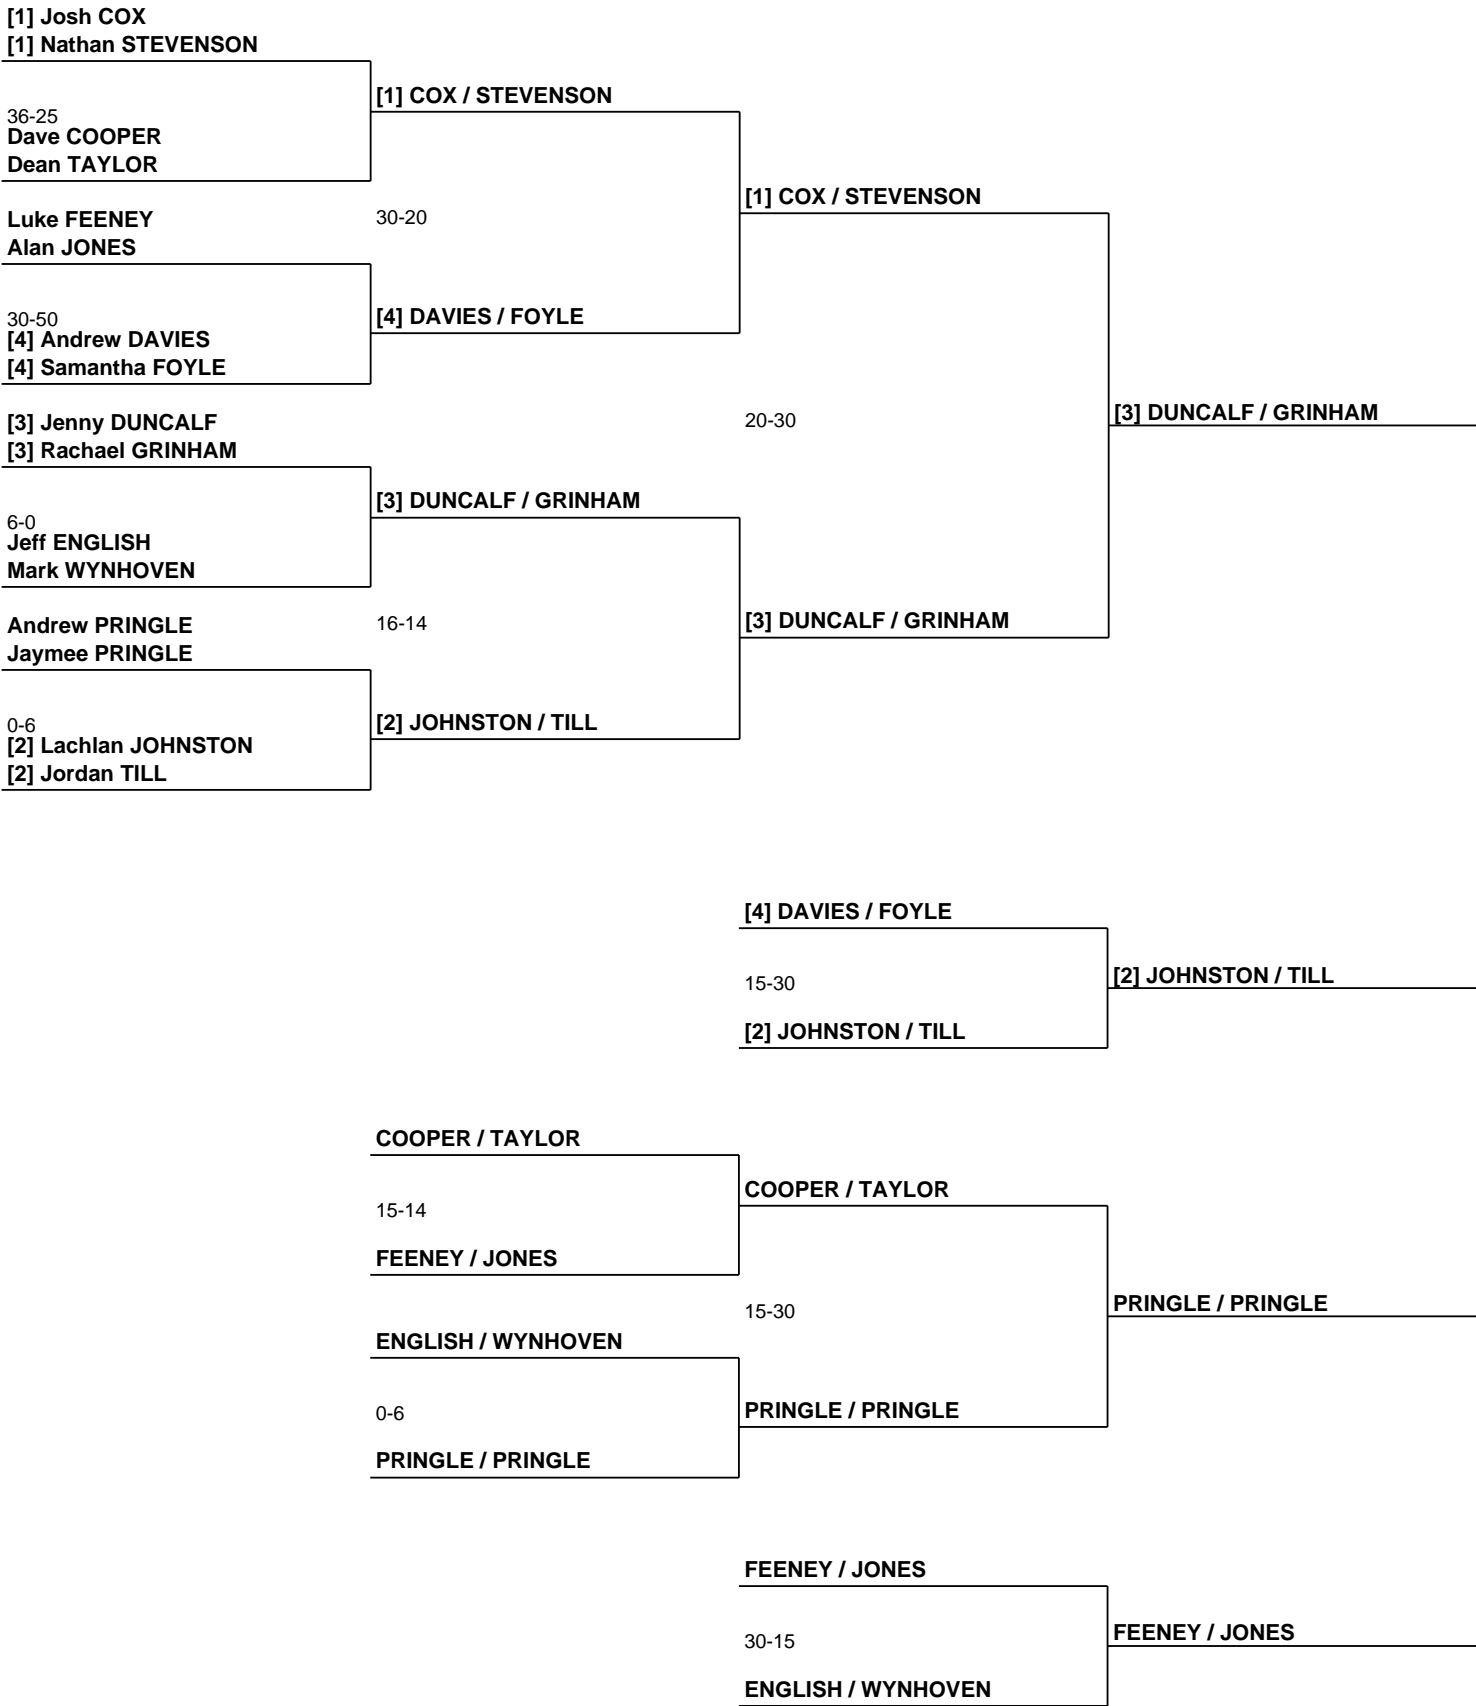 [1] Josh COX
[1] Nathan STEVENSON
[1] COX / STEVENSON
36-25
Dave COOPER
Dean TAYLOR
[1] COX / STEVENSON
Luke FEENEY
Alan JONES
30-20
30-50
[4] Andrew DAVIES
[4] Samantha FOYLE
[4] DAVIES / FOYLE
[3] Jenny DUNCALF
[3] Rachael GRINHAM
20-30
[3] DUNCALF / GRINHAM
[3] DUNCALF / GRINHAM
6-0
Jeff ENGLISH
Mark WYNHOVEN
Andrew PRINGLE
Jaymee PRINGLE
16-14
[3] DUNCALF / GRINHAM
0-6
[2] Lachlan JOHNSTON
[2] Jordan TILL
[2] JOHNSTON / TILL
[4] DAVIES / FOYLE
15-30
[2] JOHNSTON / TILL
[2] JOHNSTON / TILL
COOPER / TAYLOR
COOPER / TAYLOR
15-14
FEENEY / JONES
15-30
PRINGLE / PRINGLE
ENGLISH / WYNHOVEN
0-6
PRINGLE / PRINGLE
PRINGLE / PRINGLE
FEENEY / JONES
30-15
FEENEY / JONES
ENGLISH / WYNHOVEN